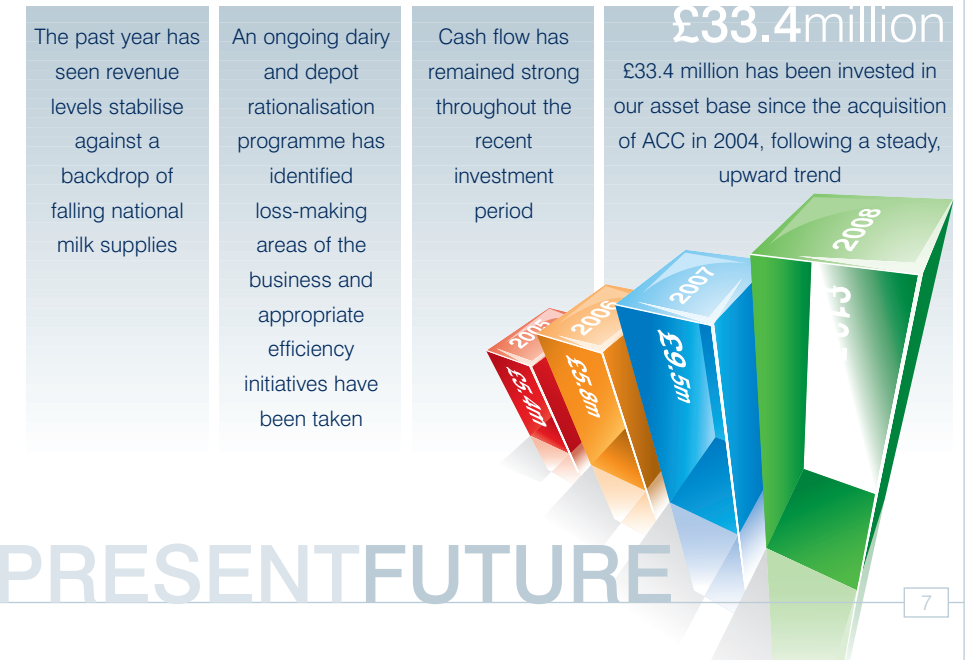 The past year has
seen revenue
levels stabilise
against a
backdrop of
falling national
milk supplies
An ongoing dairy
and depot
rationalisation
programme has
identified
loss-making
areas of the
business and
appropriate
efficiency
initiatives have
been taken
Cash flow has
remained strong
throughout the
recent
investment
period
£33.4million
£33.4 million has been invested in
our asset base since the acquisition
of ACC in 2004, following a steady,
upward trend
2005
£5.4m
2006
£5.8m
2007
£9.5m
2008
PRESENTFUTURE
7